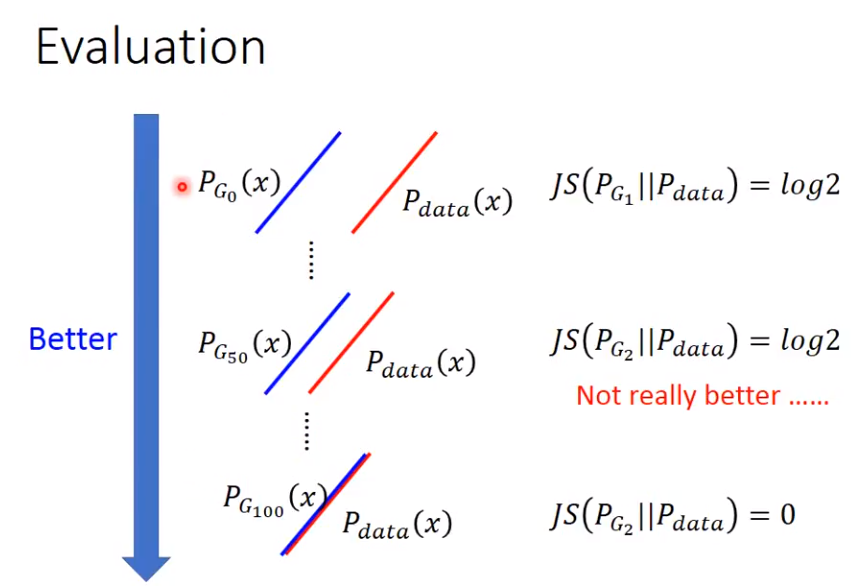 Evaluation
P_{G_0}(x)
P_{data}(x)
JS(P_{G_1}||P_{data}) = log2
Better
P_{G_{50}}(x)
P_{data}(x)
JS(P_{G_2}||P_{data}) = log2
Not really better ……
P_{G_{100}}(x)
P_{data}(x)
JS(P_{G_2}||P_{data}) = 0